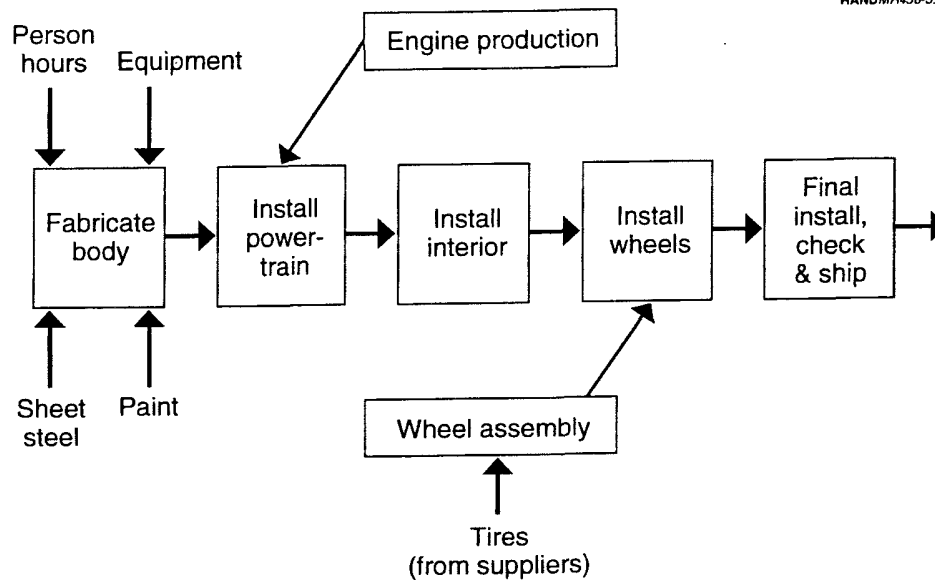 Person
hours
Equipment
Engine production
Fabricate
body
Install
power-
train
Install
interior
Install
wheels
Final
install,
check
& ship
Sheet
steel
Paint
Wheel assembly
Tires
(from suppliers)